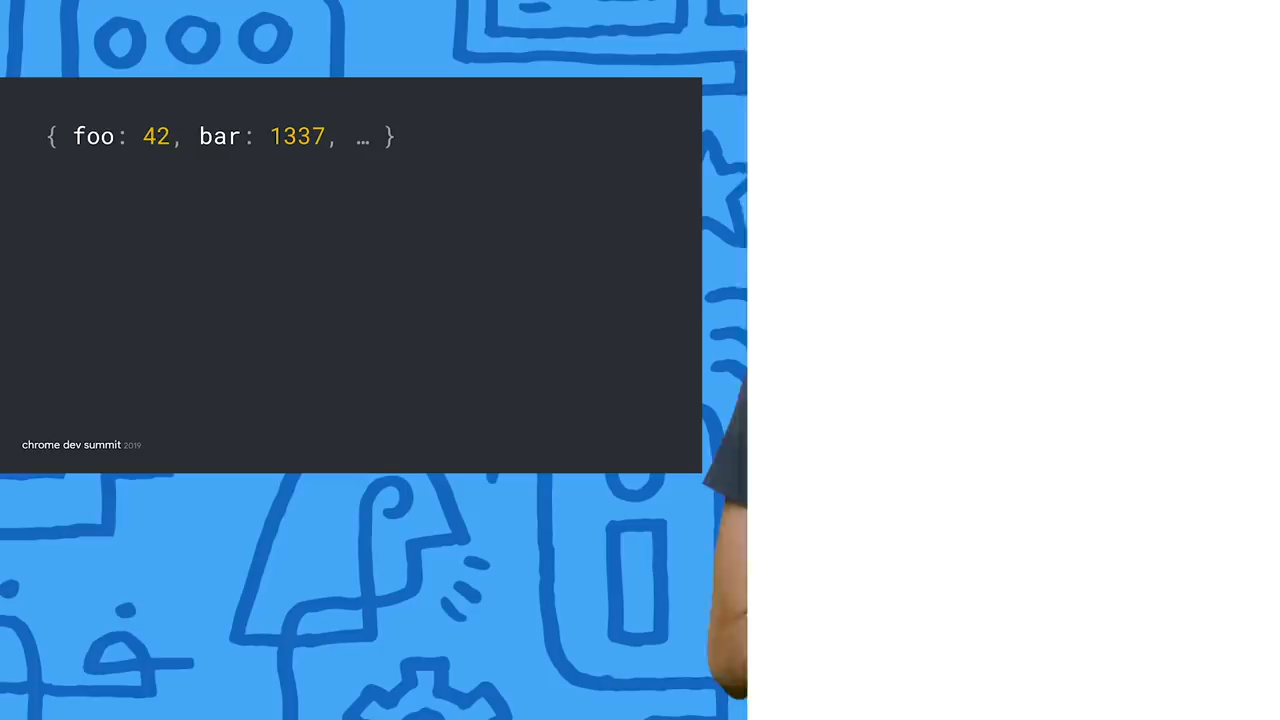 { foo: 42, bar: 1337, … }
chrome dev summit 2019